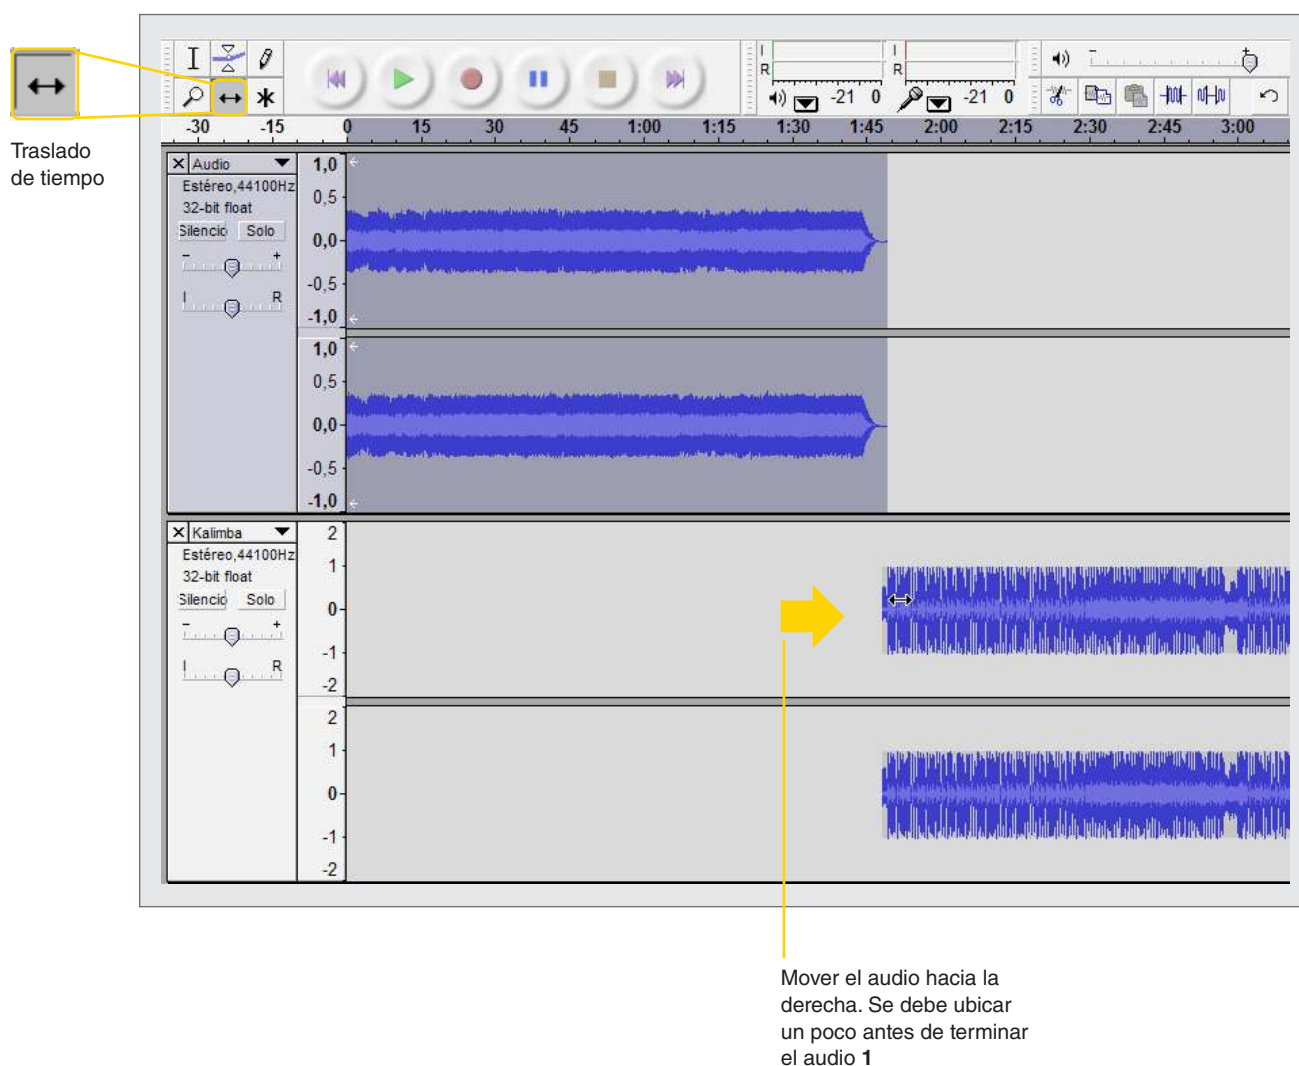 Traslado
de tiempo
I
R
-21 0
I
R
-21 0
- +
-30 -15 0 15 30 45 1:00 1:15 1:30 1:45 2:00 2:15 2:30 2:45 3:00
X Audio
Estéreo,44100Hz
32-bit float
Silencio Solo
- +
I R
1,0
0,5
0,0
-0,5
-1,0
1,0
0,5
0,0
-0,5
-1,0
X Kalimba
Estéreo,44100Hz
32-bit float
Silencio Solo
- +
I R
2
1
0
-1
-2
2
1
0
-1
-2
Mover el audio hacia la
derecha. Se debe ubicar
un poco antes de terminar
el audio 1